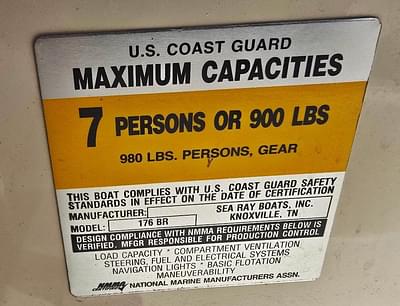 U.S. COAST GUARD
MAXIMUM CAPACITIES
7 PERSONS OR 900 LBS
980 LBS. PERSONS, GEAR
THIS BOAT COMPLIES WITH U.S. COAST GUARD SAFETY
STANDARDS IN EFFECT ON THE DATE OF CERTIFICATION
MANUFACTURER: SEA RAY BOATS, INC.
KNOXVILLE, TN
MODEL: 176 BR
DESIGN COMPLIANCE WITH NMMA REQUIREMENTS BELOW IS
VERIFIED. MFGR RESPONSIBLE FOR PRODUCTION CONTROL
LOAD CAPACITY * COMPARTMENT VENTILATION
STEERING, FUEL AND ELECTRICAL SYSTEMS
NAVIGATION LIGHTS * BASIC FLOTATION
MANEUVERABILITY
NMMA CERTIFIED NATIONAL MARINE MANUFACTURERS ASSN.